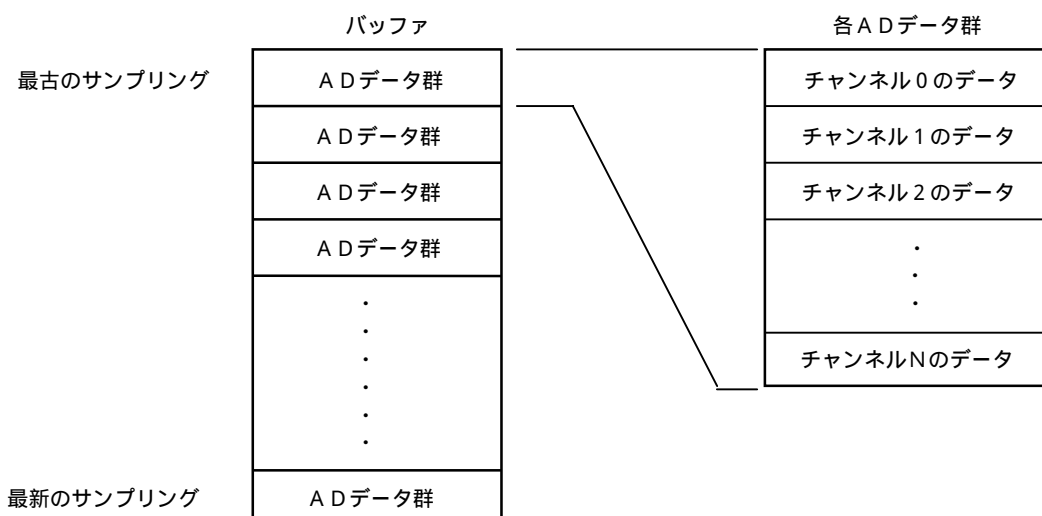 バッファ
各ＡＤデータ群
最古のサンプリング
ＡＤデータ群
チャンネル０のデータ
ＡＤデータ群
チャンネル１のデータ
ＡＤデータ群
チャンネル２のデータ
ＡＤデータ群
・
・
・
・
・
・
・
・
・
チャンネルＮのデータ
最新のサンプリング
ＡＤデータ群